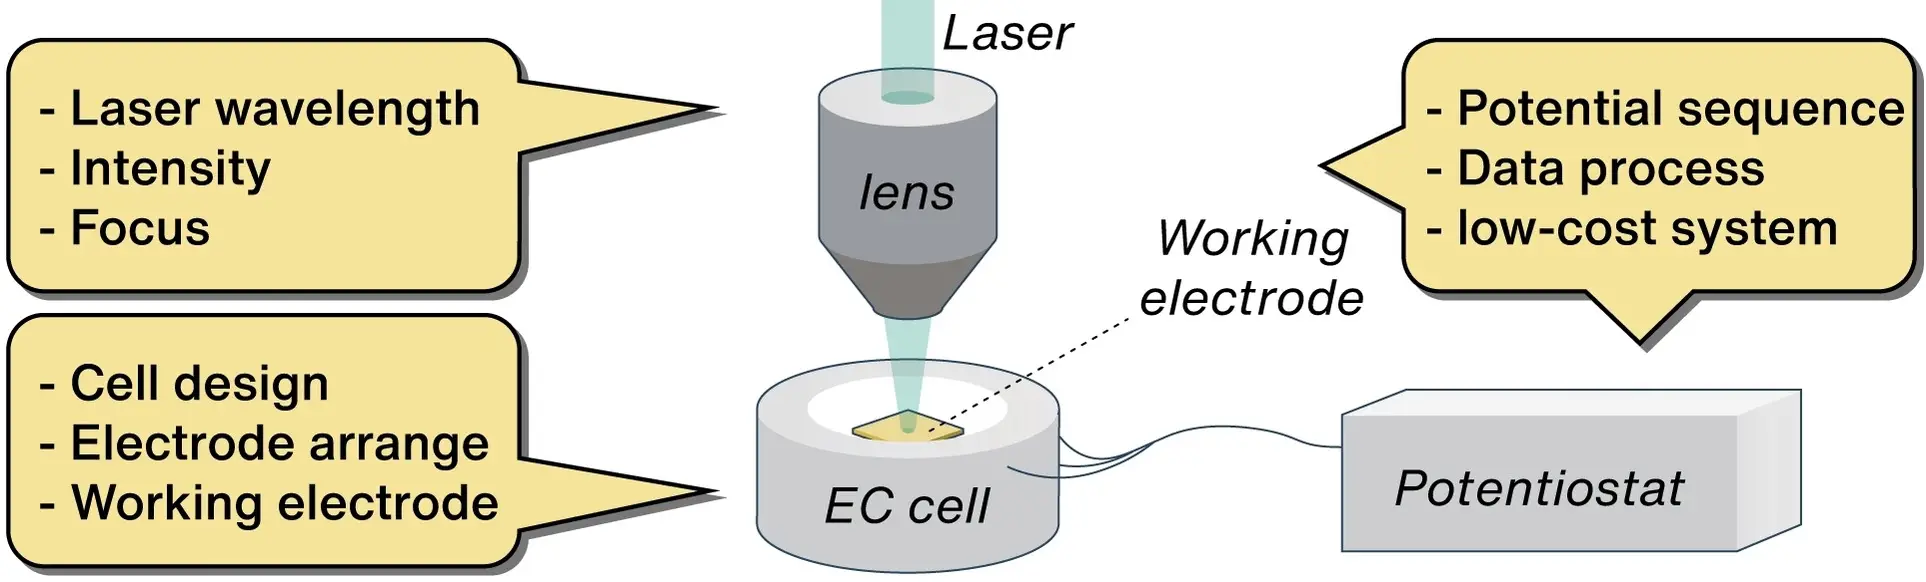 - Laser wavelength
- Intensity
- Focus
- Cell design
- Electrode arrange
- Working electrode
Laser
lens
Working
electrode
EC cell
- Potential sequence
- Data process
- low-cost system
Potentiostat